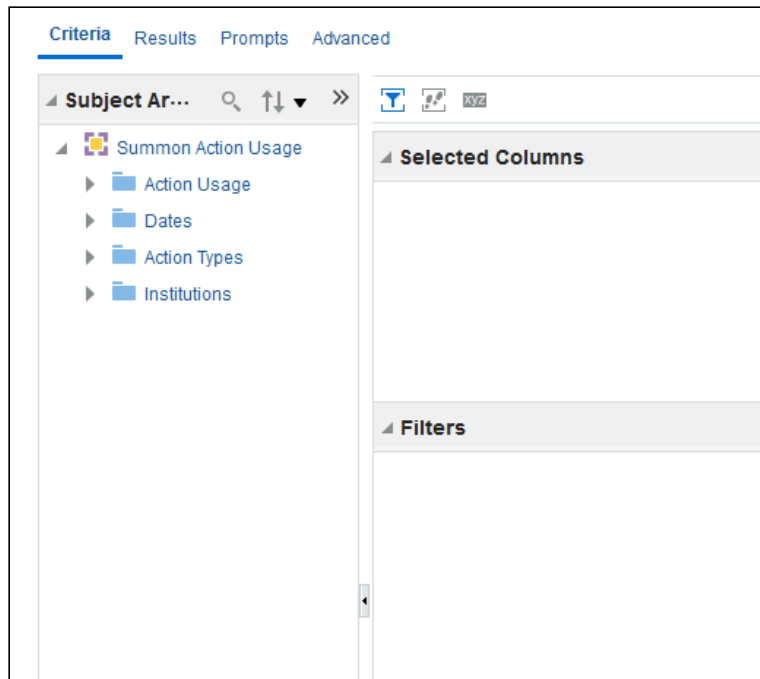 Criteria Results Prompts Advanced
Subject Ar...
xyz
Summon Action Usage
Action Usage
Dates
Action Types
Institutions
Selected Columns
Filters